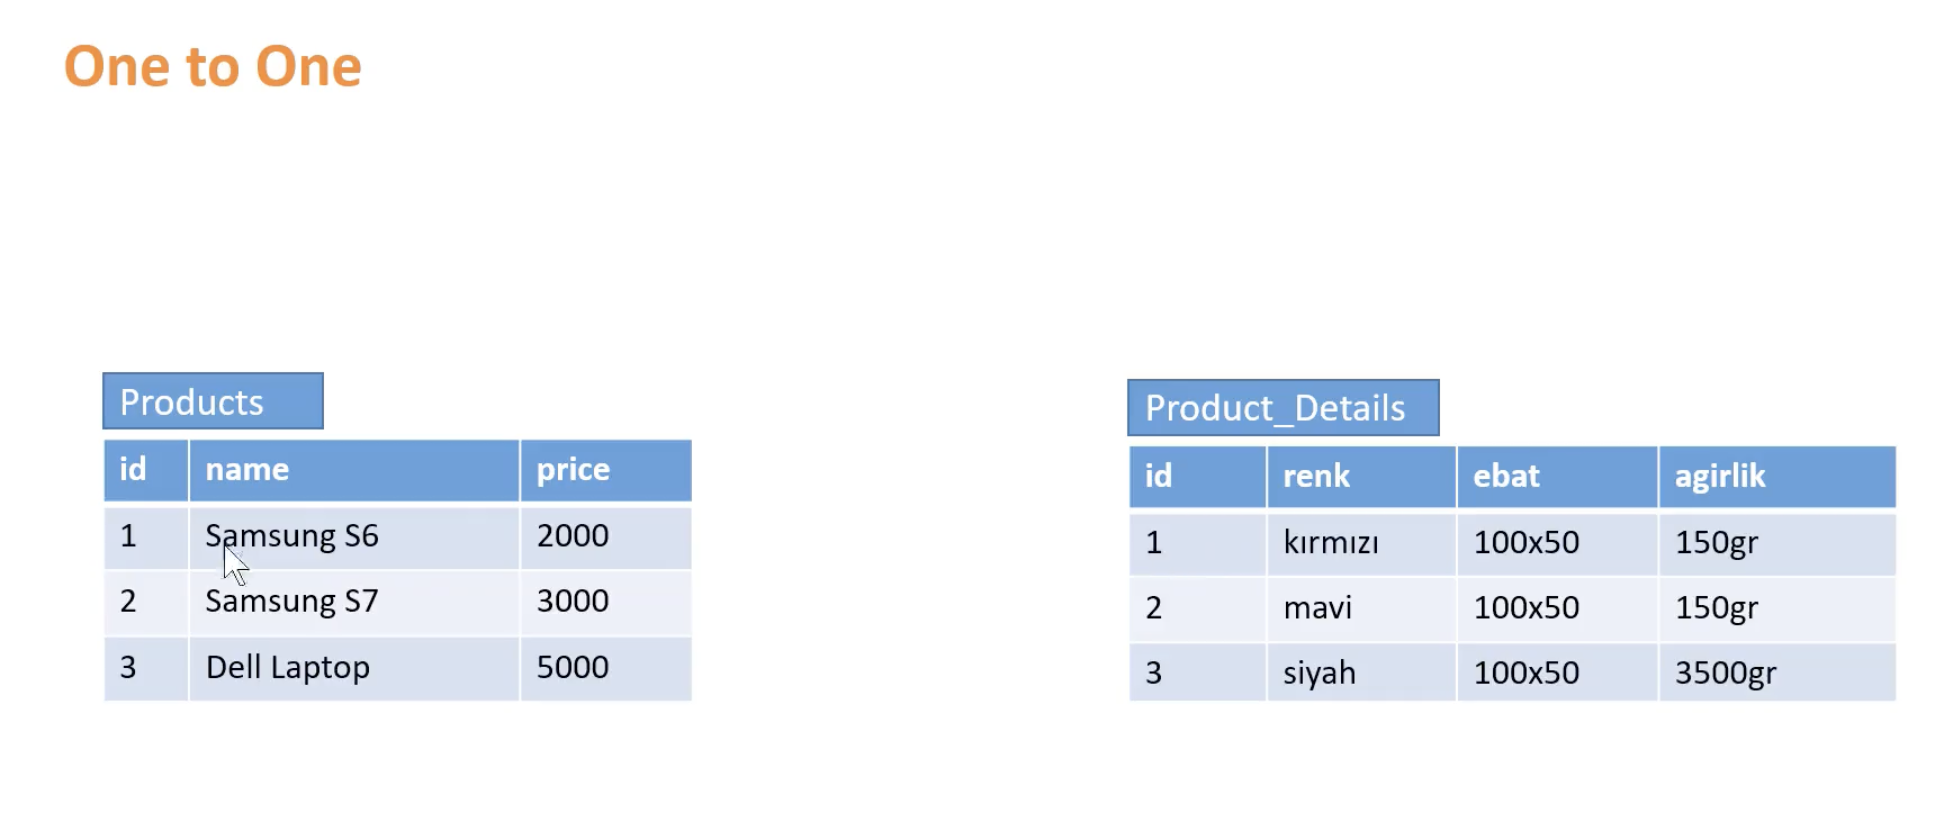 One to One
Products
id name price
1 Samsung S6 2000
2 Samsung S7 3000
3 Dell Laptop 5000
Product_Details
id renk ebat agirlik
1 kırmızı 100x50 150gr
2 mavi 100x50 150gr
3 siyah 100x50 3500gr